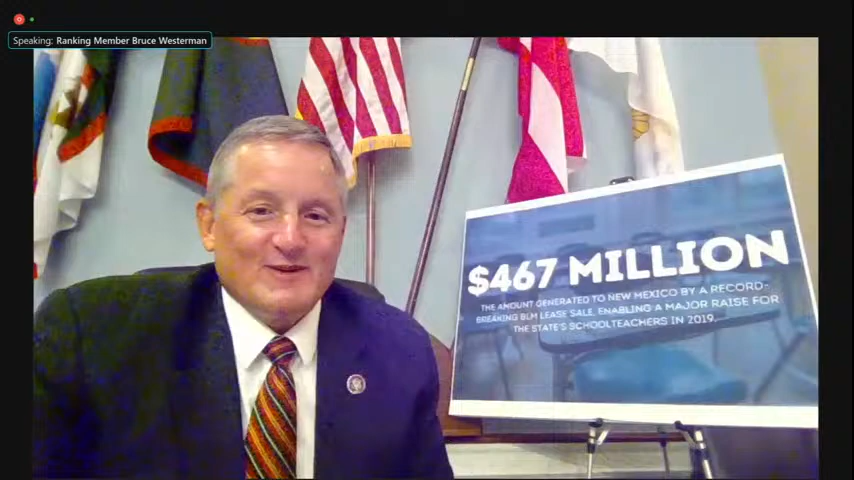 Speaking: Ranking Member Bruce Westerman
$467 MILLION
THE AMOUNT GENERATED TO NEW MEXICO BY A RECORD-
BREAKING BLM LEASE SALE, ENABLING A MAJOR RAISE FOR
THE STATE'S SCHOOLTEACHERS IN 2019.